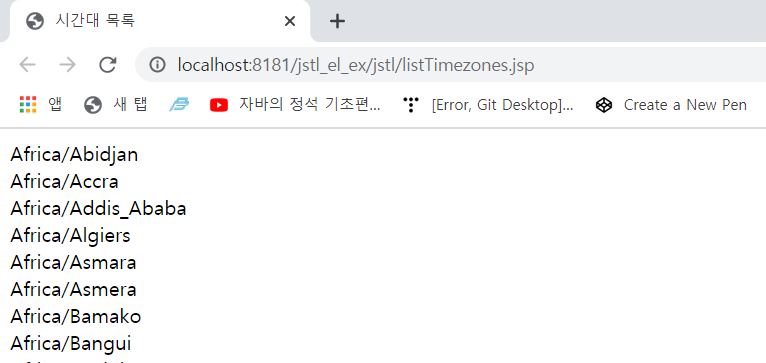 시간대 목록
localhost:8181/jstl_el_ex/jstl/listTimezones.jsp
앱 새 탭 자바의 정석 기초편... [Error, Git Desktop]... Create a New Pen
Africa/Abidjan
Africa/Accra
Africa/Addis_Ababa
Africa/Algiers
Africa/Asmara
Africa/Asmera
Africa/Bamako
Africa/Bangui